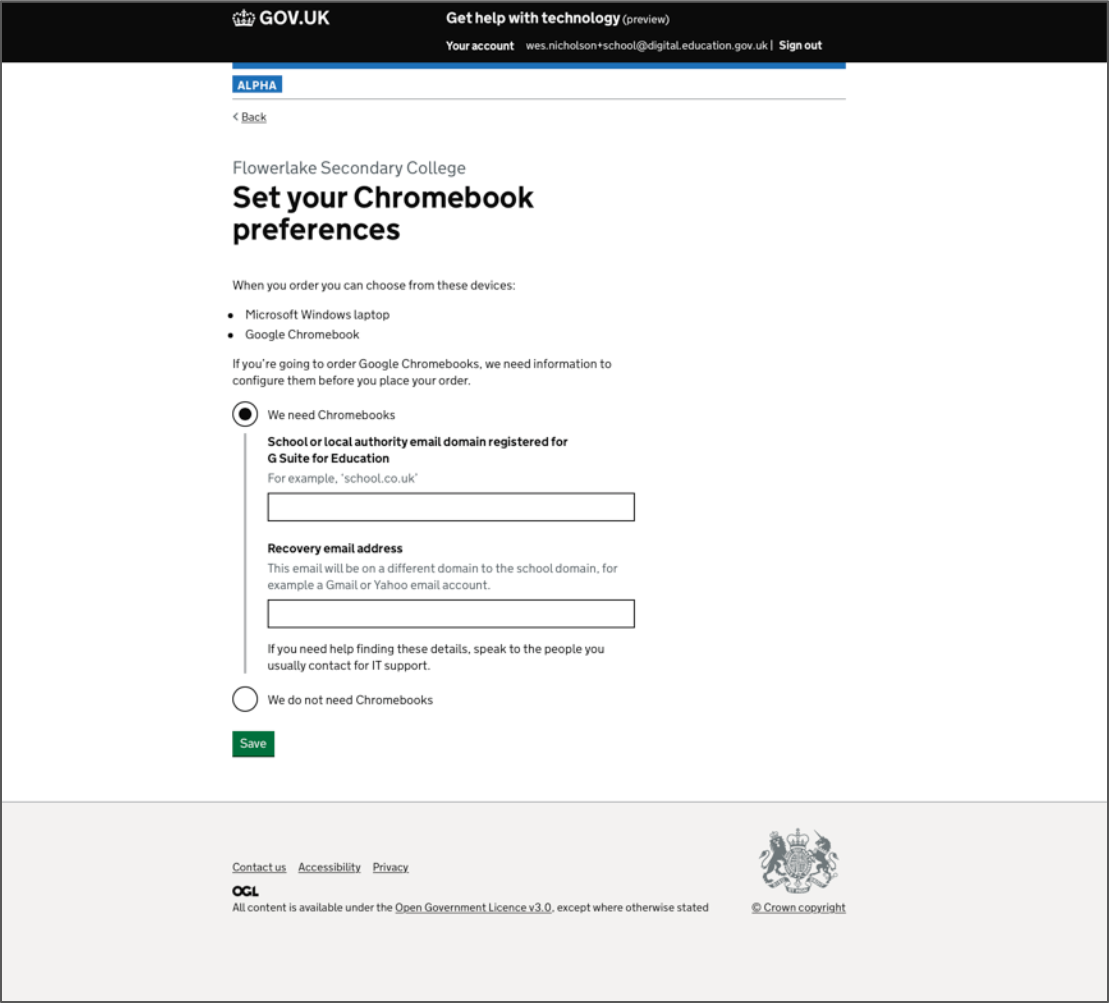 GOV.UK
Get help with technology (preview)
Your account wes.nicholson+school@digital.education.gov.uk | Sign out
ALPHA
< Back
Flowerlake Secondary College
Set your Chromebook
preferences
When you order you can choose from these devices:
• Microsoft Windows laptop
• Google Chromebook
If you’re going to order Google Chromebooks, we need information to
configure them before you place your order.
We need Chromebooks
School or local authority email domain registered for
G Suite for Education
For example, ‘school.co.uk’
Recovery email address
This email will be on a different domain to the school domain, for
example a Gmail or Yahoo email account.
If you need help finding these details, speak to the people you
usually contact for IT support.
We do not need Chromebooks
Save
Contact us Accessibility Privacy
OGL
All content is available under the Open Government Licence v3.0, except where otherwise stated
© Crown copyright